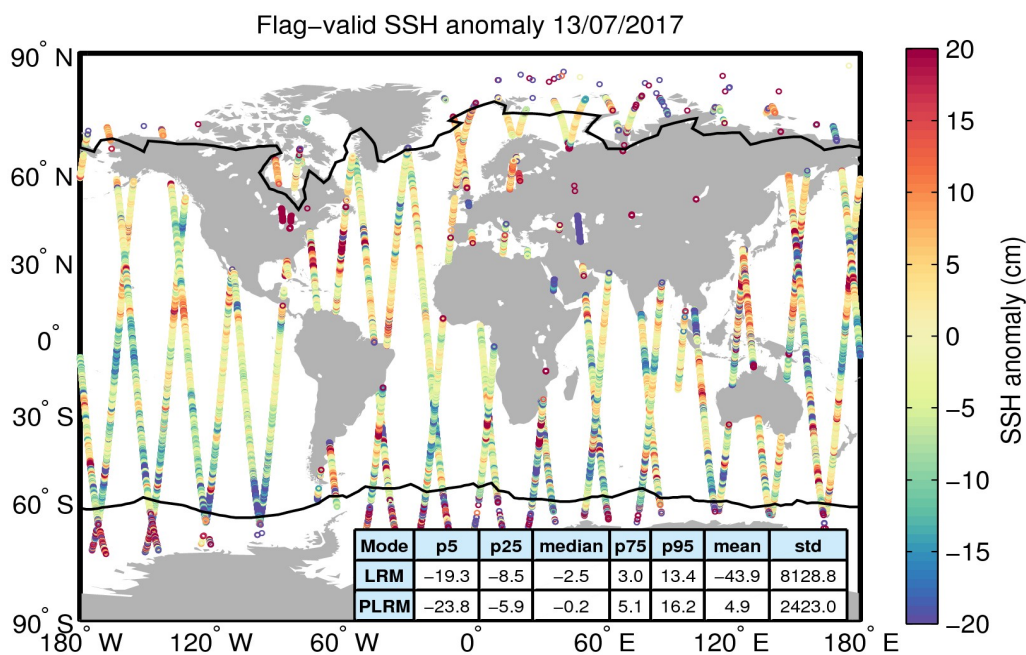 Flag−valid SSH anomaly 13/07/2017
90° N
60° N
30° N
0°
30° S
60° S
90° S
180° W
120° W
60° W
0°
60° E
120° E
180° E
20
15
10
5
0
−5
−10
−15
−20
SSH anomaly (cm)
Mode p5 p25 median p75 p95 mean std
LRM −19.3 −8.5 −2.5 3.0 13.4 −43.9 8128.8
PLRM −23.8 −5.9 −0.2 5.1 16.2 4.9 2423.0